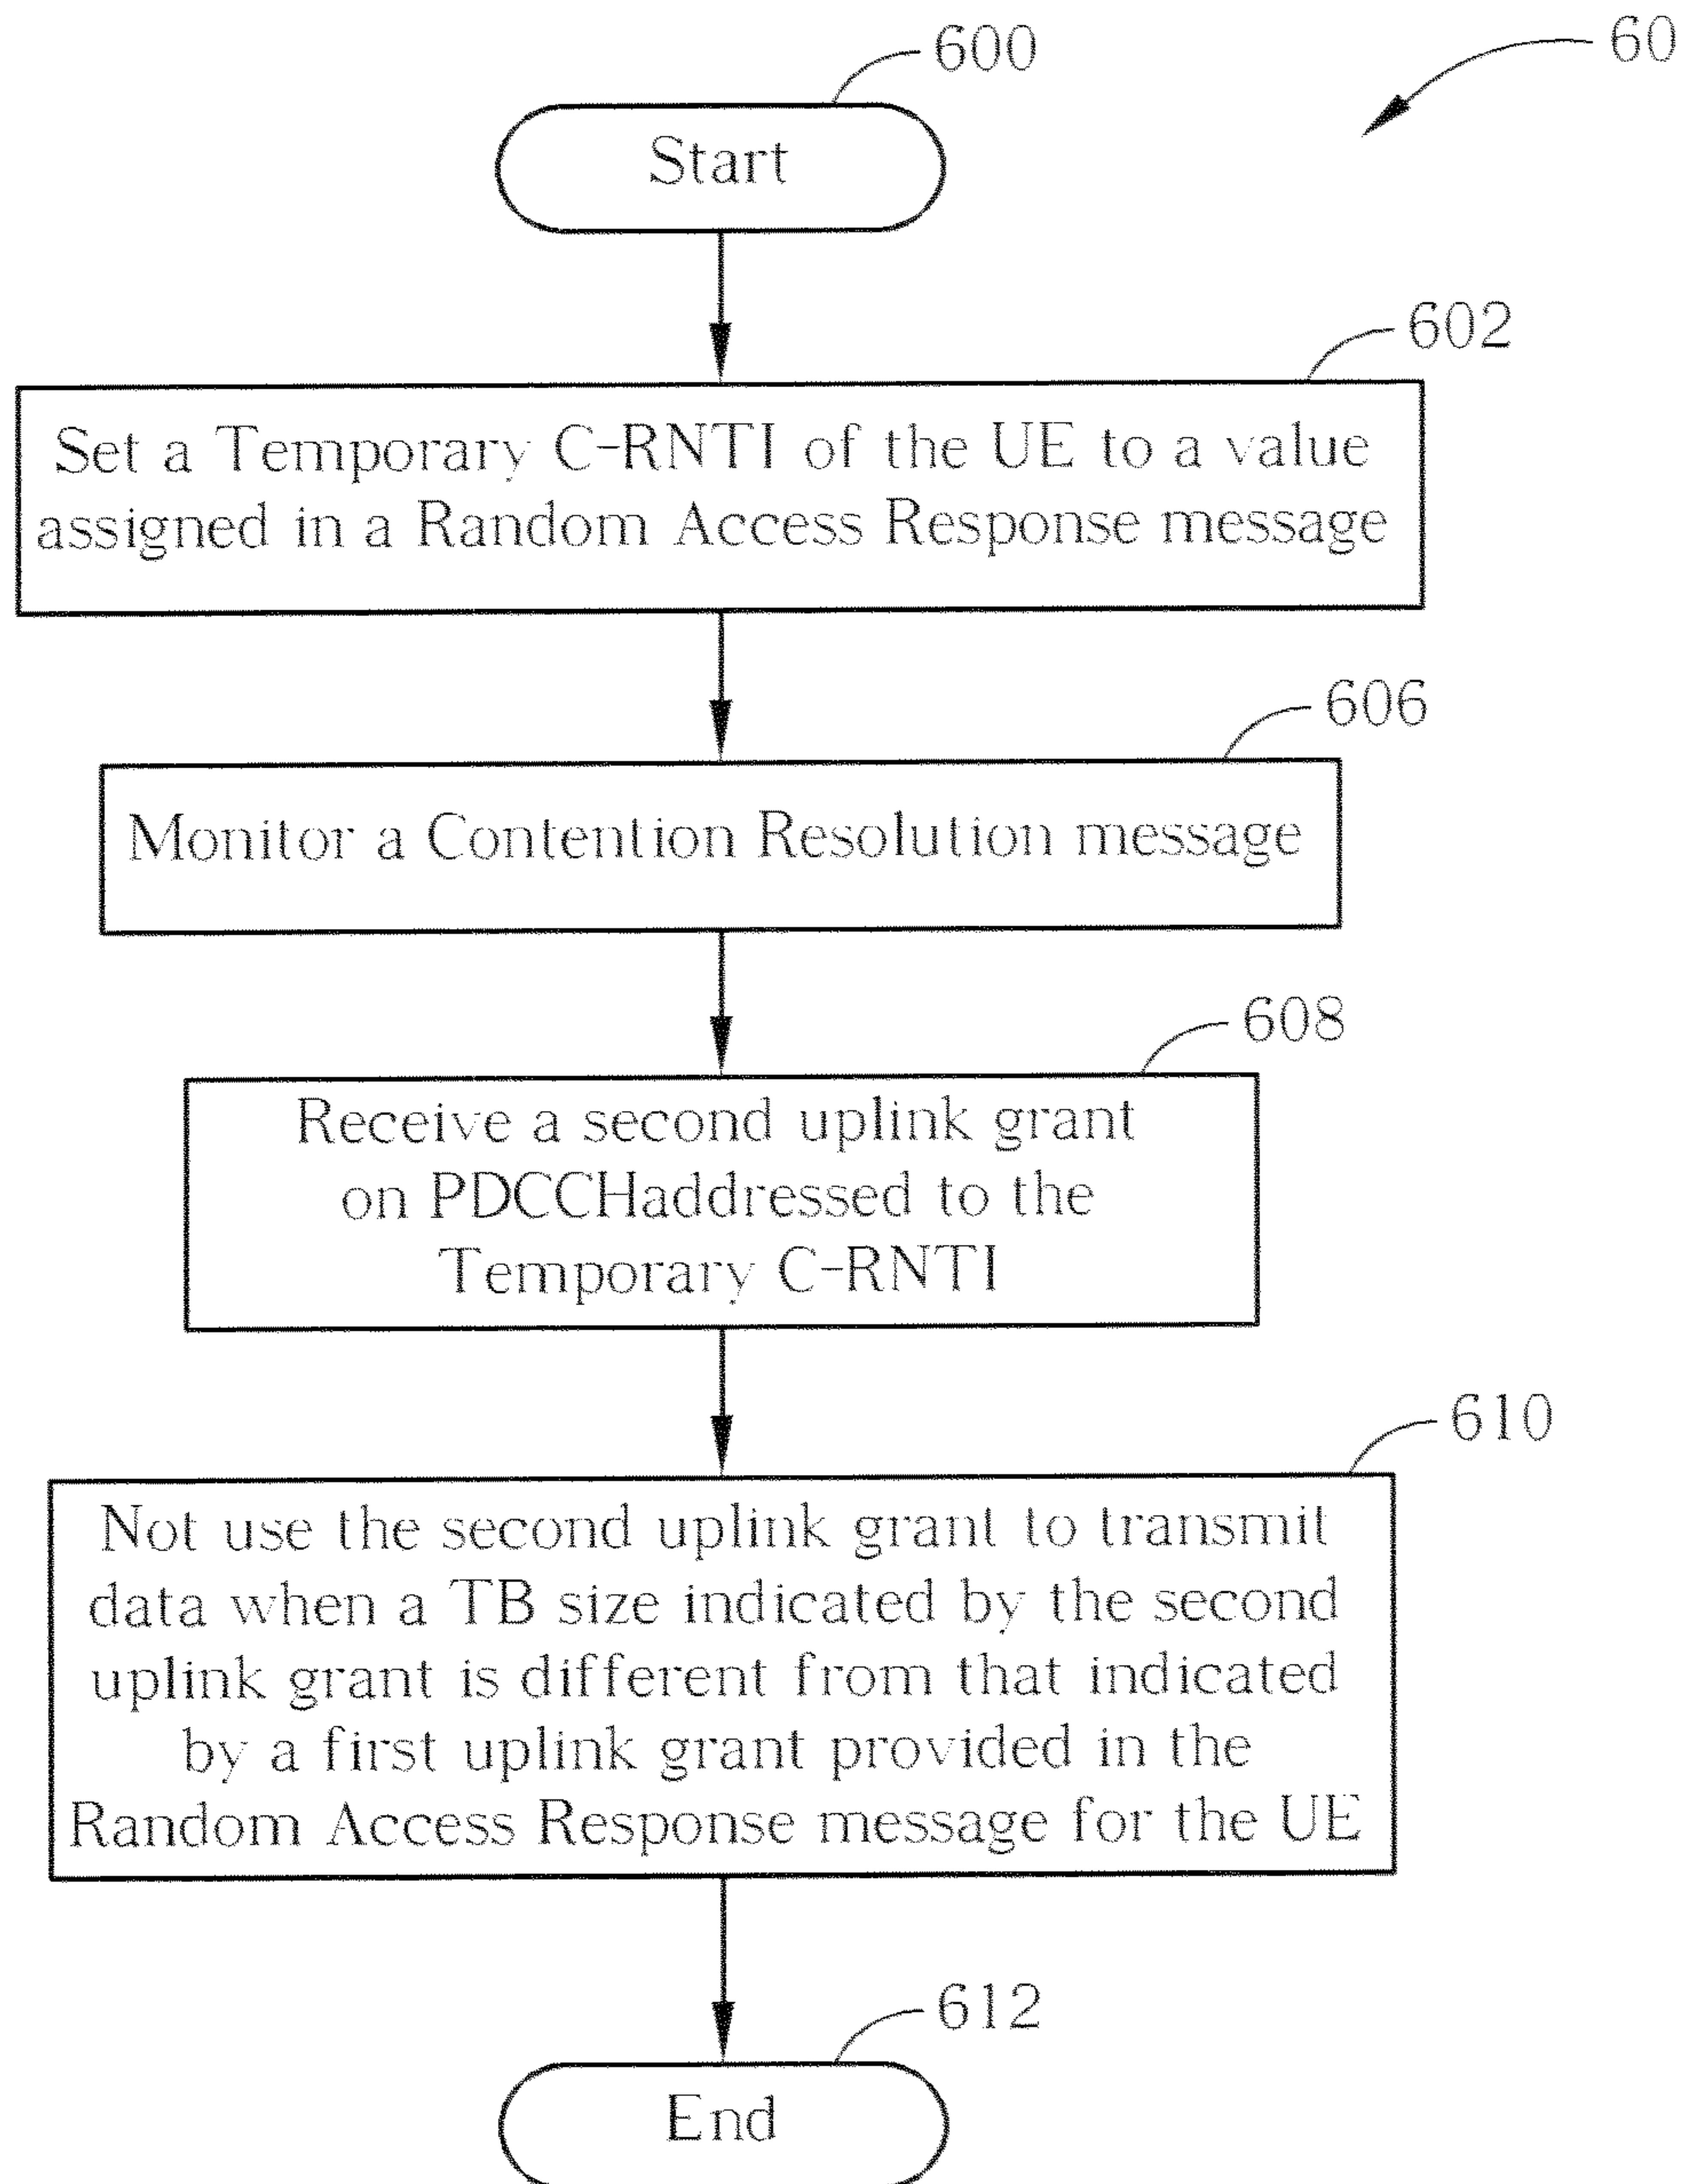 600
60
Start
602
Set a Temporary C-RNTI of the UE to a value
assigned in a Random Access Response message
606
Monitor a Contention Resolution message
608
Receive a second uplink grant
on PDCCHaddressed to the
Temporary C-RNTI
610
Not use the second uplink grant to transmit
data when a TB size indicated by the second
uplink grant is different from that indicated
by a first uplink grant provided in the
Random Access Response message for the UE
612
End